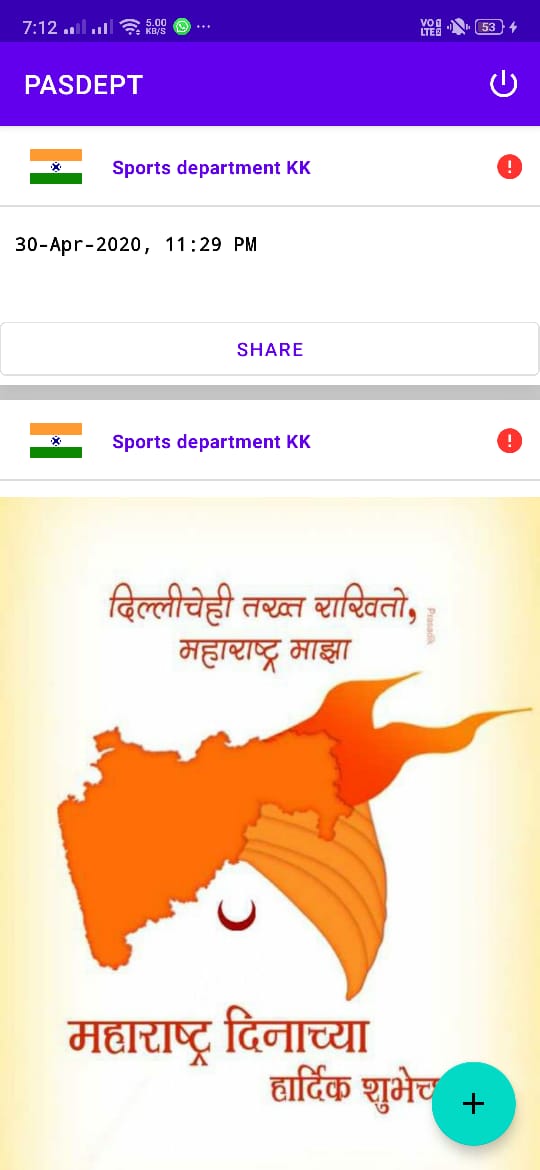 7:12
5.00
KB/S
VO
LTE
53
PASDEPT
Sports department KK
30-Apr-2020, 11:29 PM
SHARE
Sports department KK
दिल्लीचेही तख्त राखितो,
महाराष्ट्र माझा
Prasadik
महाराष्ट्र दिनाच्या
हार्दिक